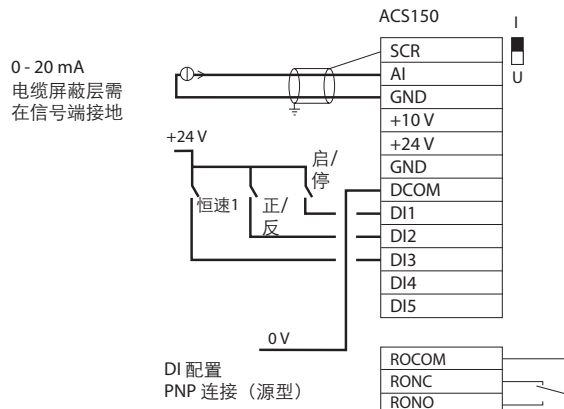 ACS150
I
U
0 - 20 mA
电缆屏蔽层需
在信号端接地
SCR
AI
GND
+10 V
+24 V
GND
DCOM
DI1
DI2
DI3
DI4
DI5
+24 V
启/
停
恒速1
正/
反
0 V
DI 配置
PNP 连接（源型）
ROCOM
RONC
RONO